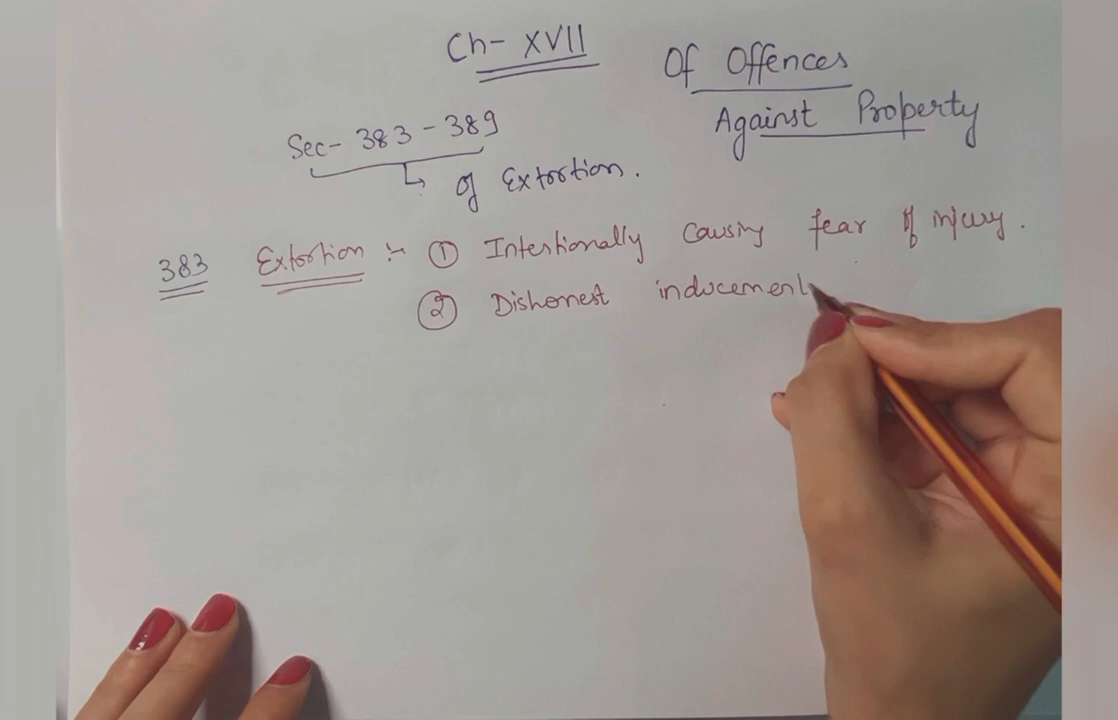 Ch- XVII
Of Offences
Against Property
Sec- 383 - 389
↳ of Extortion.
383 Extortion :- ① Intentionally causing fear of injury.
② Dishonest inducement